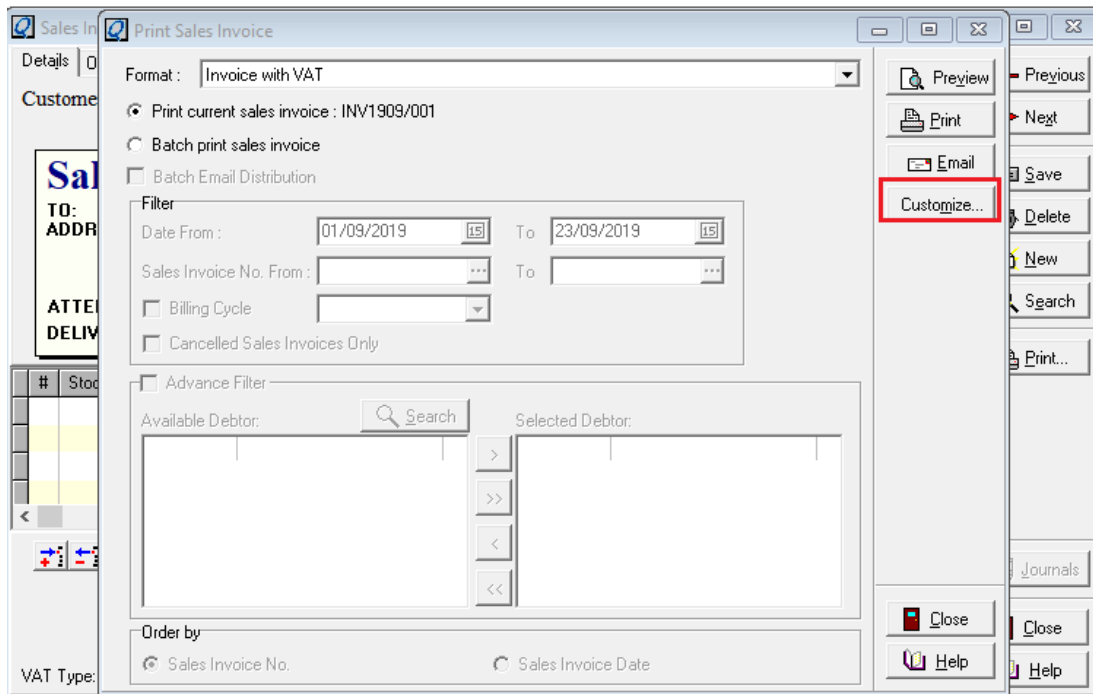 Sales In
Print Sales Invoice
Details
Customer
Format :
Invoice with VAT
Print current sales invoice : INV1909/001
Batch print sales invoice
Batch Email Distribution
Filter
Date From :
01/09/2019
15
To
23/09/2019
15
Sales Invoice No. From :
...
To
...
Billing Cycle
Cancelled Sales Invoices Only
Advance Filter
Available Debtor:
Search
Selected Debtor:
>
>>
<
<<
Order by
Sales Invoice No.
Sales Invoice Date
Preview
Print
Email
Customize...
Close
Help
Sal
TO:
ADDR
ATTE
DELIV
#
Stoc
VAT Type:
Previous
Next
Save
Delete
New
Search
Print...
Journals
Close
Help